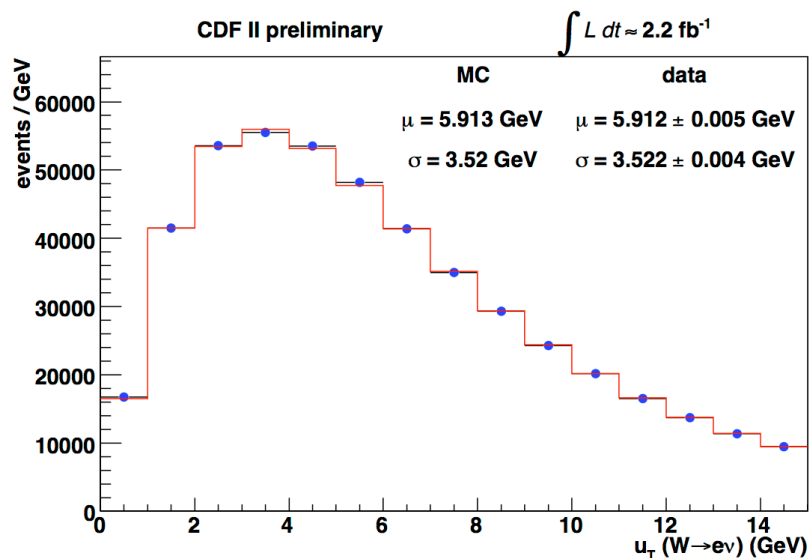 CDF II preliminary
∫ L dt ≈ 2.2 fb⁻¹
MC data
μ = 5.913 GeV μ = 5.912 ± 0.005 GeV
σ = 3.52 GeV σ = 3.522 ± 0.004 GeV
events / GeV
60000
50000
40000
30000
20000
10000
0
0 2 4 6 8 10 12 14
u_T (W→eν) (GeV)